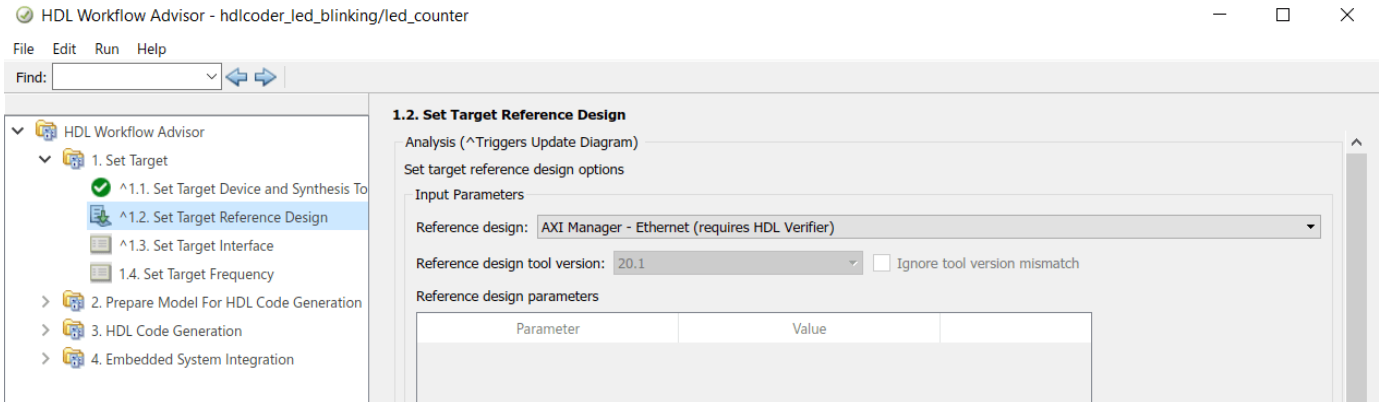 HDL Workflow Advisor - hdlcoder_led_blinking/led_counter
File Edit Run Help
Find:
HDL Workflow Advisor
1. Set Target
^1.1. Set Target Device and Synthesis To
^1.2. Set Target Reference Design
^1.3. Set Target Interface
1.4. Set Target Frequency
2. Prepare Model For HDL Code Generation
3. HDL Code Generation
4. Embedded System Integration
1.2. Set Target Reference Design
Analysis (^Triggers Update Diagram)
Set target reference design options
Input Parameters
Reference design: AXI Manager - Ethernet (requires HDL Verifier)
Reference design tool version: 20.1 Ignore tool version mismatch
Reference design parameters
Parameter Value